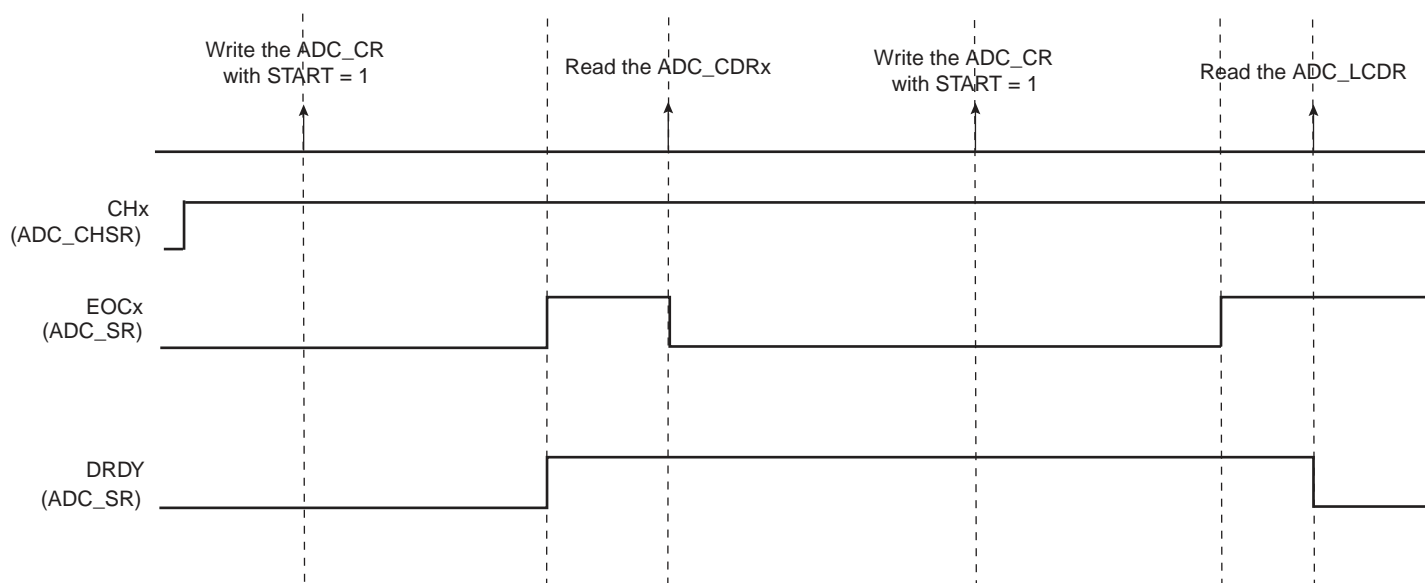 Write the ADC_CR
with START = 1
Read the ADC_CDRx
Write the ADC_CR
with START = 1
Read the ADC_LCDR
CHx
(ADC_CHSR)
EOCx
(ADC_SR)
DRDY
(ADC_SR)